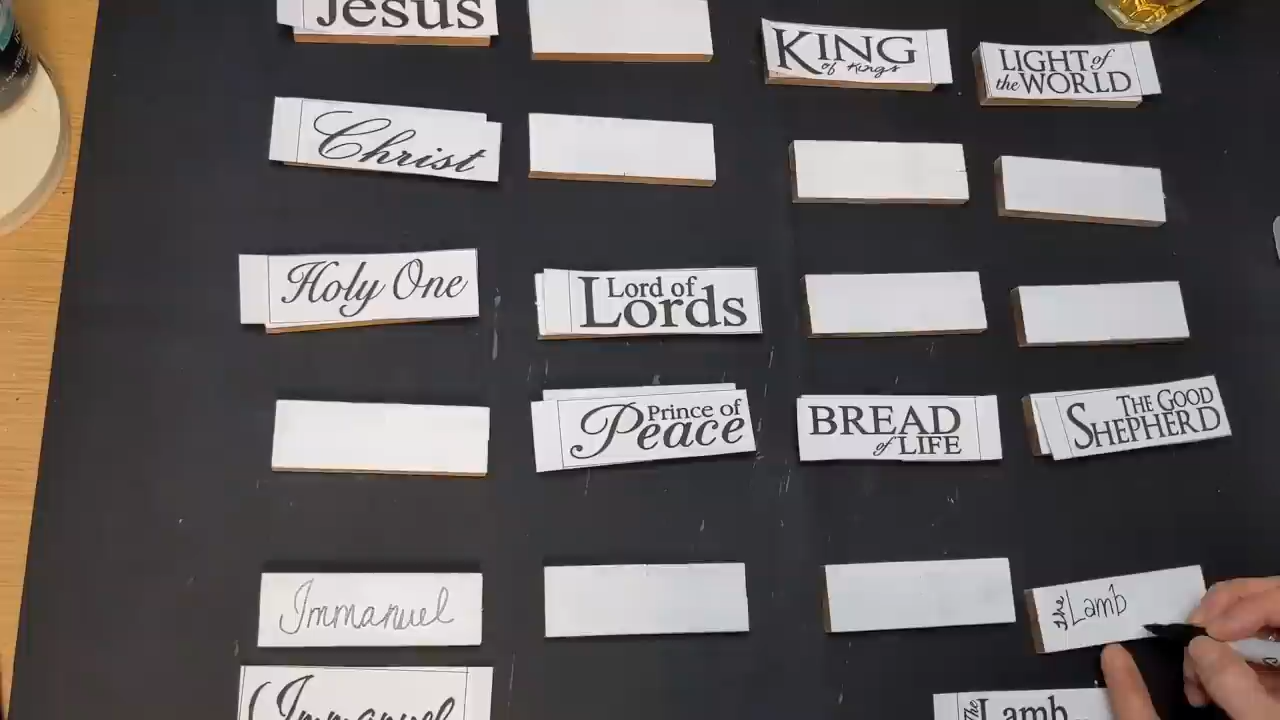 Jesus
KING
of Kings
LIGHT of
the WORLD
Christ
Holy One
Lord of
Lords
Prince of
Peace
BREAD
of LIFE
THE GOOD
SHEPHERD
Immanuel
the Lamb
Immanuel
The Lamb